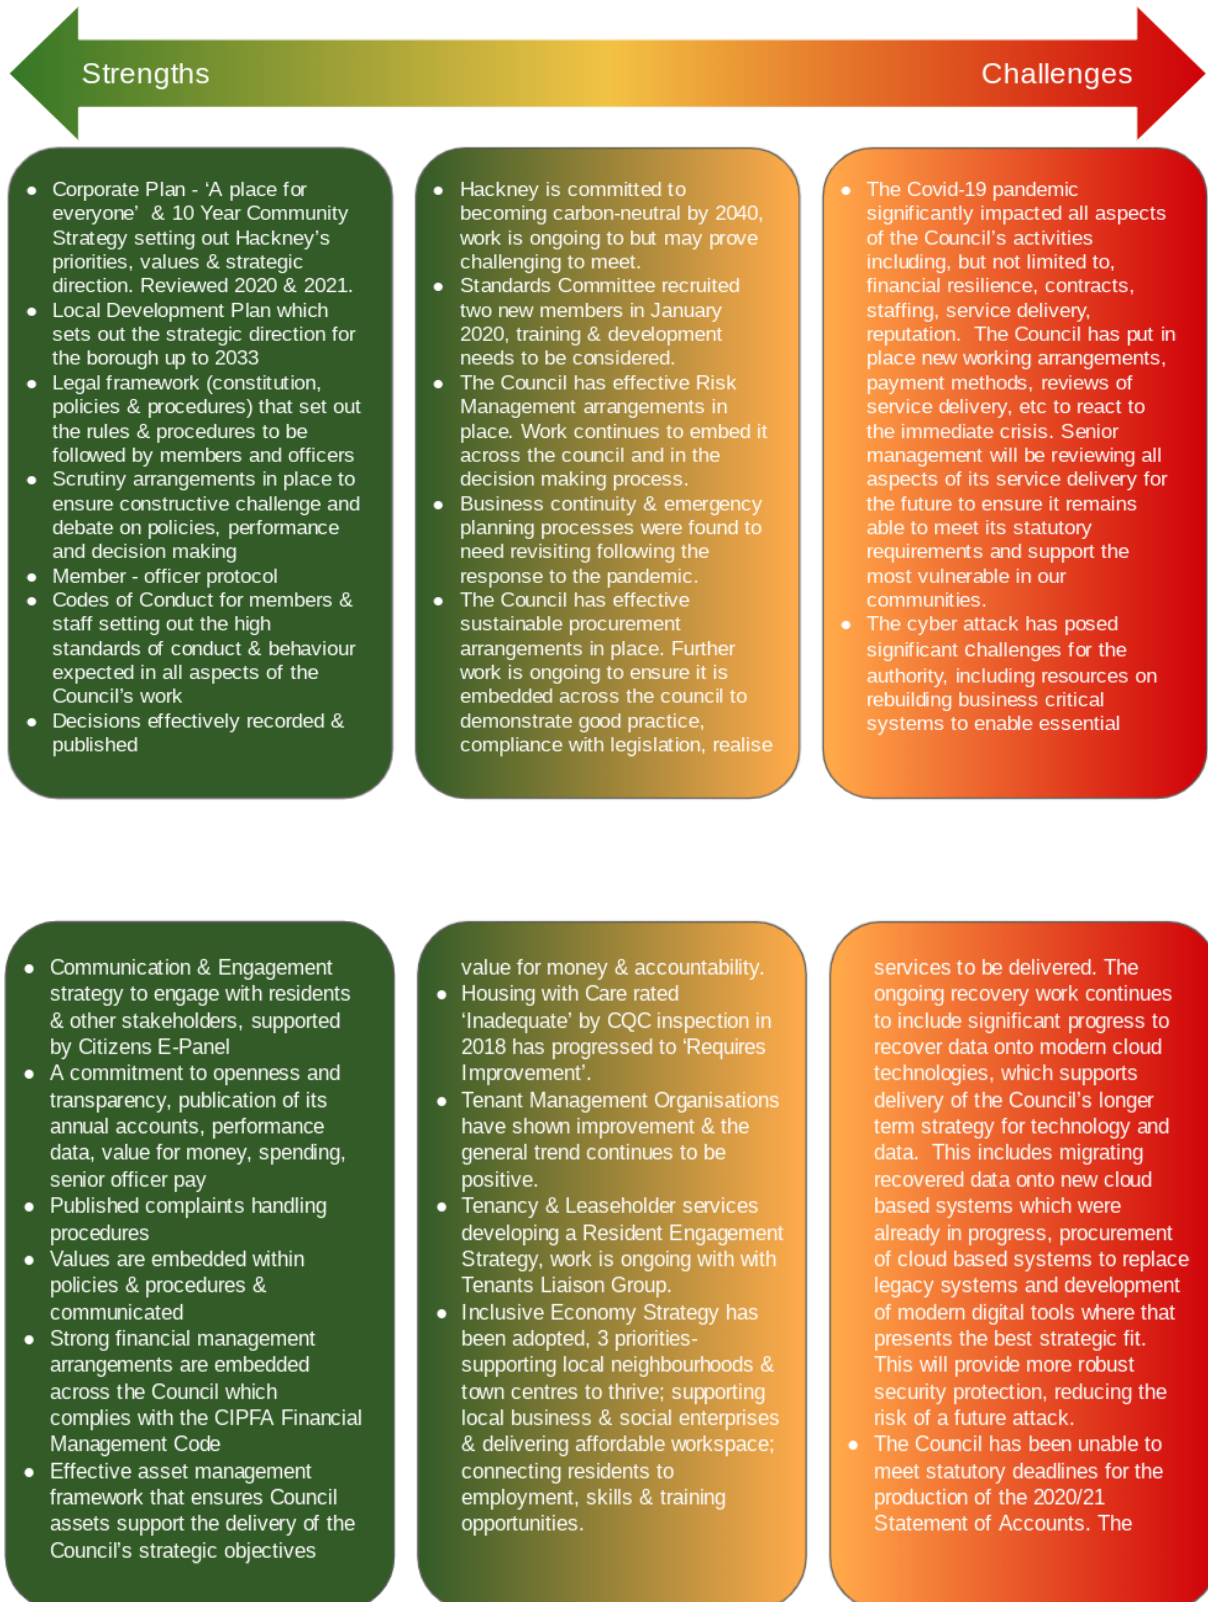 Strengths
Challenges
● Corporate Plan - ‘A place for
everyone’  & 10 Year Community
Strategy setting out Hackney’s
priorities, values & strategic
direction. Reviewed 2020 & 2021.
● Local Development Plan which
sets out the strategic direction for
the borough up to 2033
● Legal framework (constitution,
policies & procedures) that set out
the rules & procedures to be
followed by members and officers
● Scrutiny arrangements in place to
ensure constructive challenge and
debate on policies, performance
and decision making
● Member - officer protocol
● Codes of Conduct for members &
staff setting out the high
standards of conduct & behaviour
expected in all aspects of the
Council’s work
● Decisions effectively recorded &
published
● Hackney is committed to
becoming carbon-neutral by 2040,
work is ongoing to but may prove
challenging to meet.
● Standards Committee recruited
two new members in January
2020, training & development
needs to be considered.
● The Council has effective Risk
Management arrangements in
place. Work continues to embed it
across the council and in the
decision making process.
● Business continuity & emergency
planning processes were found to
need revisiting following the
response to the pandemic.
● The Council has effective
sustainable procurement
arrangements in place. Further
work is ongoing to ensure it is
embedded across the council to
demonstrate good practice,
compliance with legislation, realise
● The Covid-19 pandemic
significantly impacted all aspects
of the Council’s activities
including, but not limited to,
financial resilience, contracts,
staffing, service delivery,
reputation.  The Council has put in
place new working arrangements,
payment methods, reviews of
service delivery, etc to react to
the immediate crisis. Senior
management will be reviewing all
aspects of its service delivery for
the future to ensure it remains
able to meet its statutory
requirements and support the
most vulnerable in our
communities.
● The cyber attack has posed
significant challenges for the
authority, including resources on
rebuilding business critical
systems to enable essential
● Communication & Engagement
strategy to engage with residents
& other stakeholders, supported
by Citizens E-Panel
● A commitment to openness and
transparency, publication of its
annual accounts, performance
data, value for money, spending,
senior officer pay
● Published complaints handling
procedures
● Values are embedded within
policies & procedures &
communicated
● Strong financial management
arrangements are embedded
across the Council which
complies with the CIPFA Financial
Management Code
● Effective asset management
framework that ensures Council
assets support the delivery of the
Council’s strategic objectives
value for money & accountability.
● Housing with Care rated
‘Inadequate’ by CQC inspection in
2018 has progressed to ‘Requires
Improvement’.
● Tenant Management Organisations
have shown improvement & the
general trend continues to be
positive.
● Tenancy & Leaseholder services
developing a Resident Engagement
Strategy, work is ongoing with with
Tenants Liaison Group.
● Inclusive Economy Strategy has
been adopted, 3 priorities-
supporting local neighbourhoods &
town centres to thrive; supporting
local business & social enterprises
& delivering affordable workspace;
connecting residents to
employment, skills & training
opportunities.
services to be delivered. The
ongoing recovery work continues
to include significant progress to
recover data onto modern cloud
technologies, which supports
delivery of the Council’s longer
term strategy for technology and
data.  This includes migrating
recovered data onto new cloud
based systems which were
already in progress, procurement
of cloud based systems to replace
legacy systems and development
of modern digital tools where that
presents the best strategic fit.
This will provide more robust
security protection, reducing the
risk of a future attack.
● The Council has been unable to
meet statutory deadlines for the
production of the 2020/21
Statement of Accounts. The